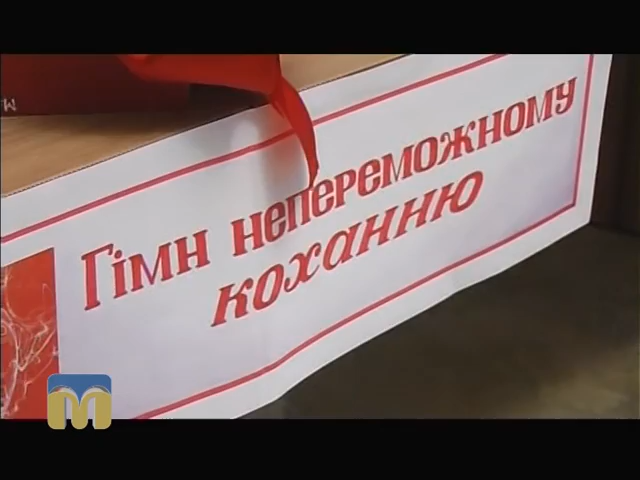 Гімн непереможному
коханню
М